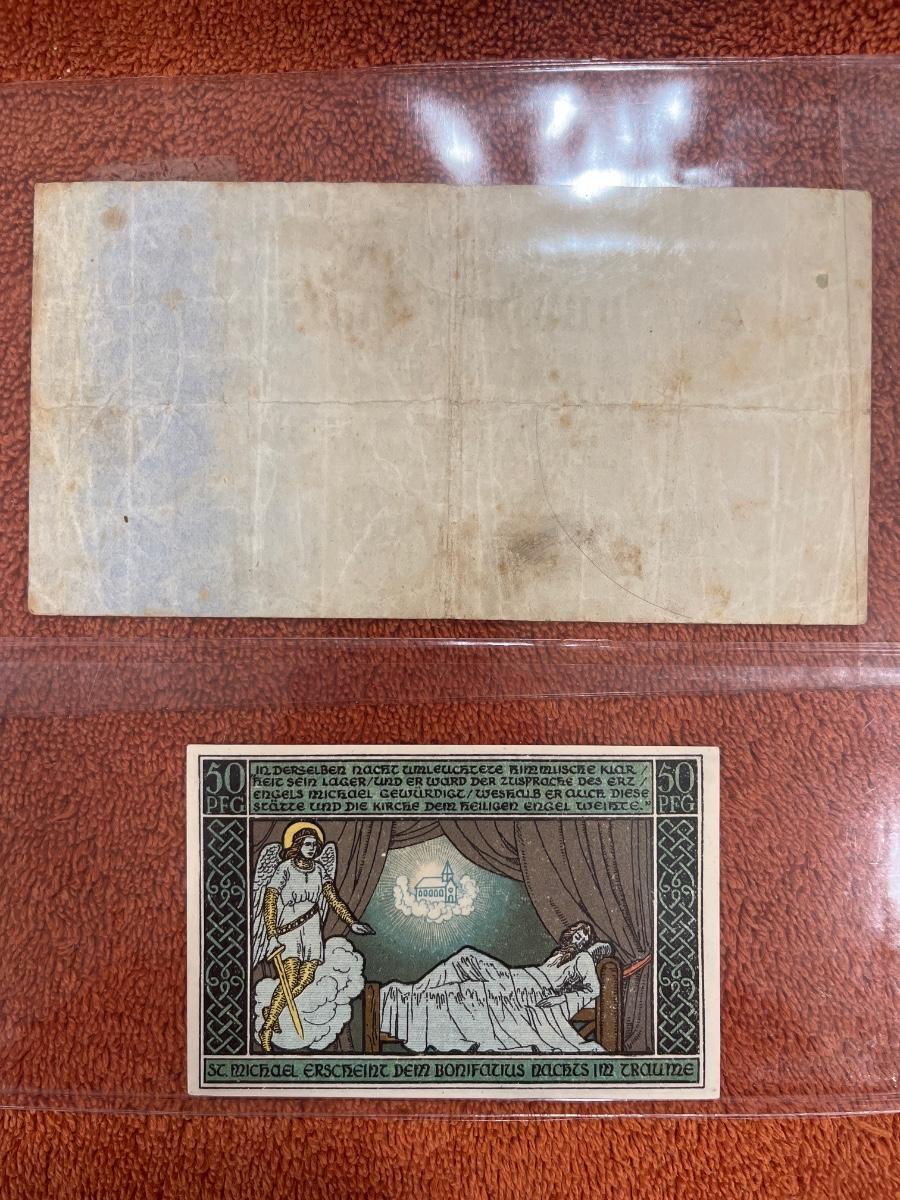 50
PFG
IN DERSELBEN NACHT UMLEUCHTETE HIMMLISCHE KLAR /
HEIT SEIN LAGER/UND ER WARD DER ZUSPRACHE DES ERZ /
ENGELS MICHAEL GEWÜRDIGT/WESHALB ER AUCH DIESE
STÄTTE UND DIE KIRCHE DEM HEILIGEN ENGEL WEIHTE."
50
PFG
ST. MICHAEL ERSCHEINT DEM BONIFATIUS NACHTS IM TRAUME